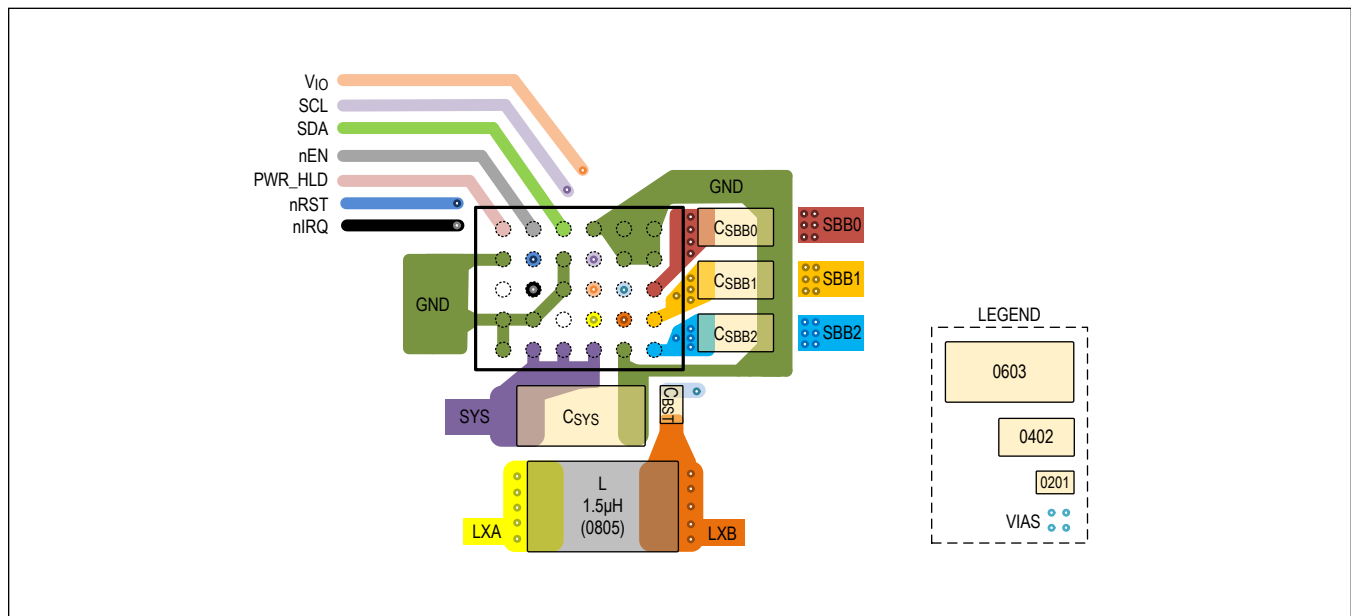 VIO
SCL
SDA
nEN
PWR_HLD
nRST
nIRQ
GND
CSBB0
SBB0
CSBB1
SBB1
GND
CSBB2
SBB2
SYS
CSYS
CBST
L
1.5µH
(0805)
LXA
LXB
LEGEND
0603
0402
0201
VIAS